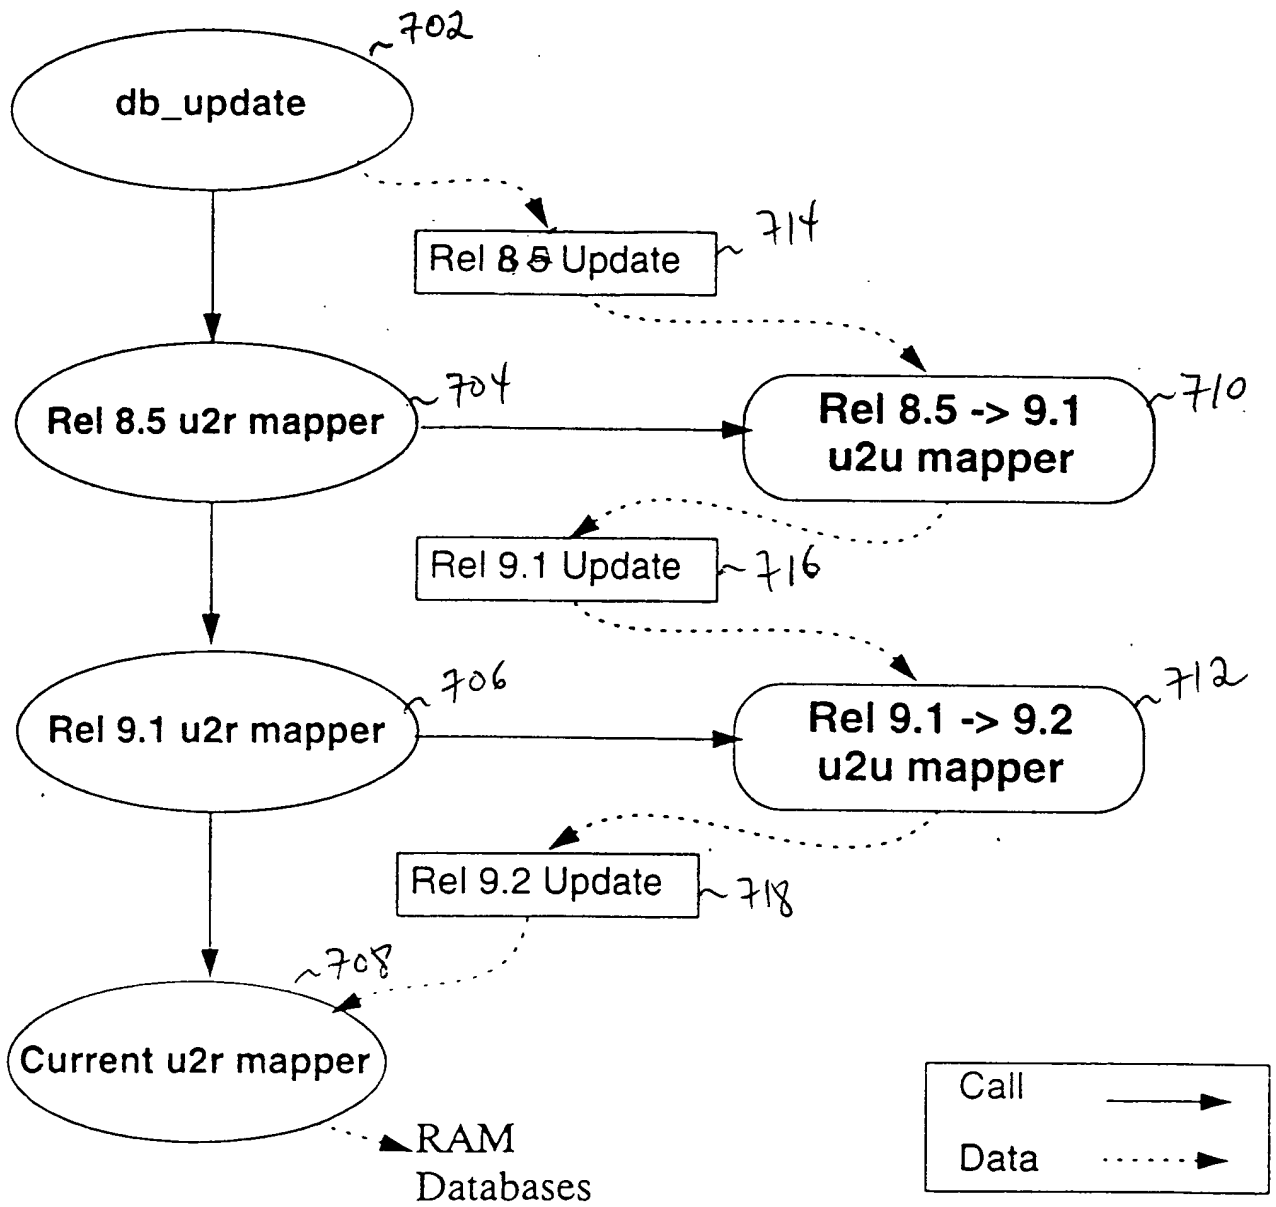 702
db_update
714
Rel 8.5 Update
704
710
Rel 8.5 u2r mapper
Rel 8.5 -> 9.1
u2u mapper
Rel 9.1 Update
716
706
712
Rel 9.1 u2r mapper
Rel 9.1 -> 9.2
u2u mapper
Rel 9.2 Update
718
708
Current u2r mapper
Call
Data
RAM
Databases